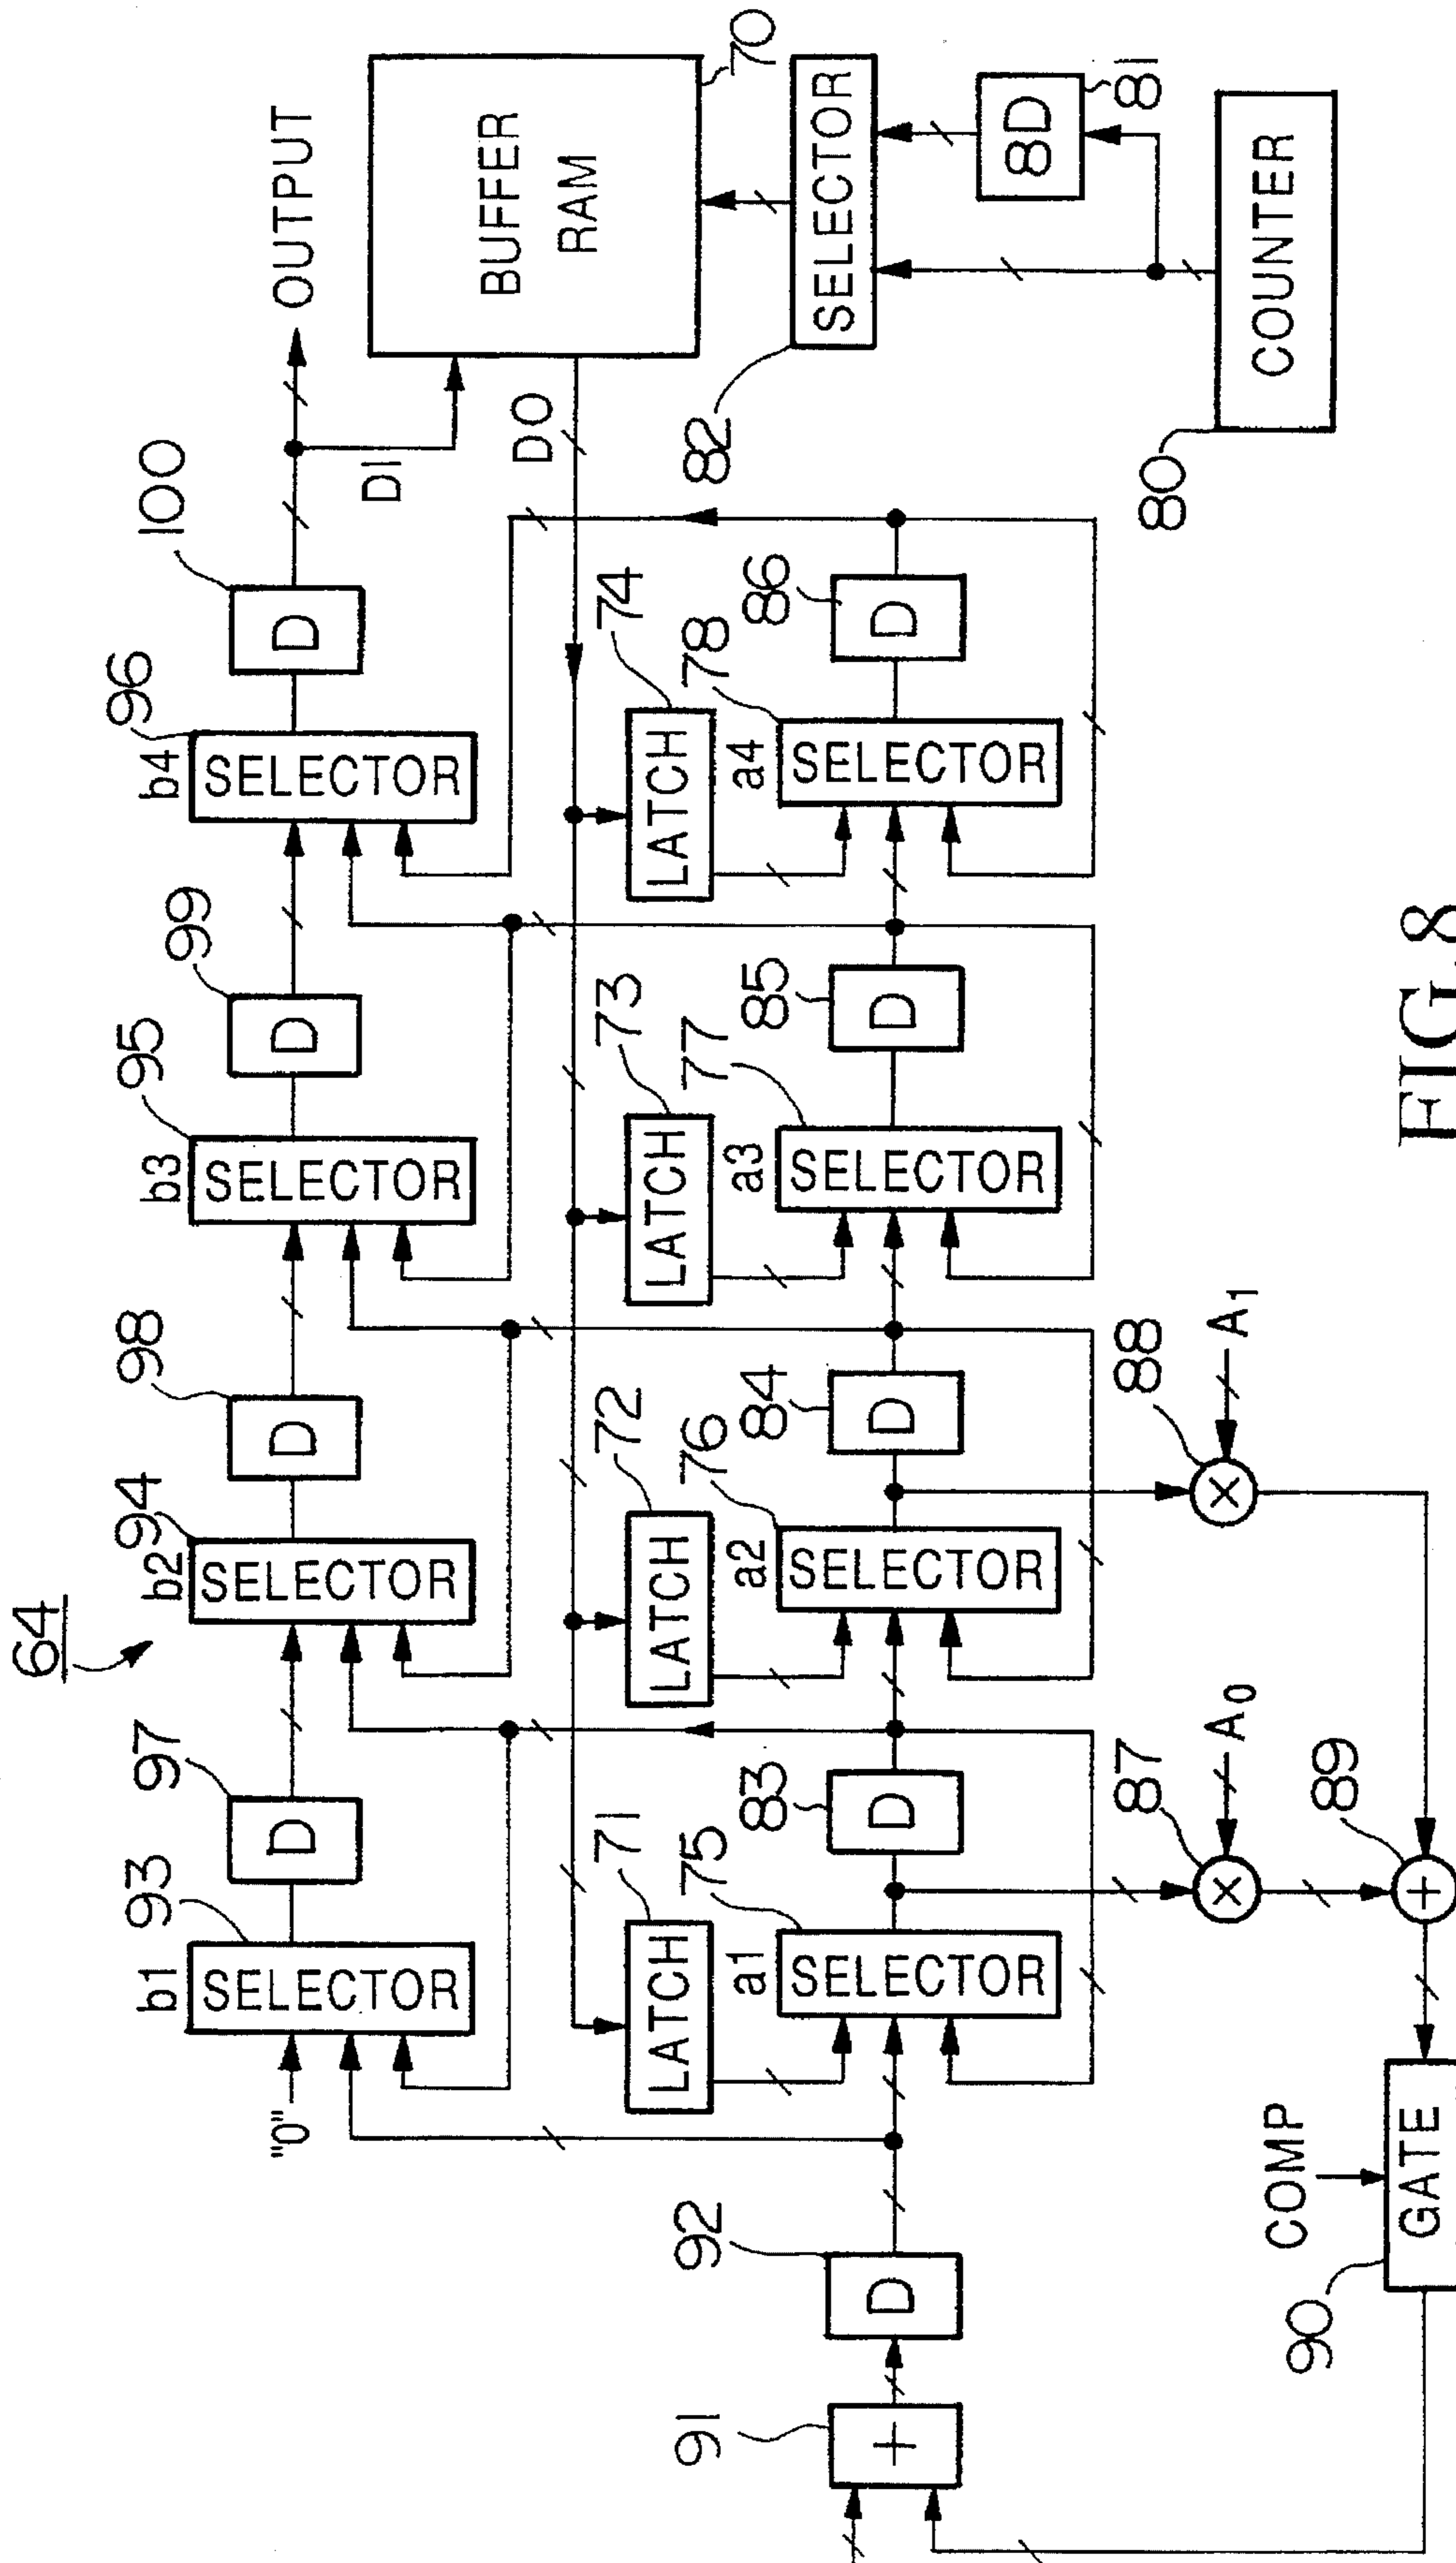 64
b1
93
SELECTOR
"0"
97
D
b2
94
SELECTOR
98
D
b3
95
SELECTOR
99
D
b4
96
SELECTOR
100
D
OUTPUT
DI
DO
BUFFER
RAM
70
71
LATCH
72
LATCH
73
LATCH
74
LATCH
91
+
92
D
a1
75
SELECTOR
83
D
a2
76
SELECTOR
84
D
a3
77
SELECTOR
85
D
a4
78
SELECTOR
86
D
82
SELECTOR
8D
81
80
COUNTER
87
×
A0
88
×
A1
89
+
COMP
90
GATE
FIG.8